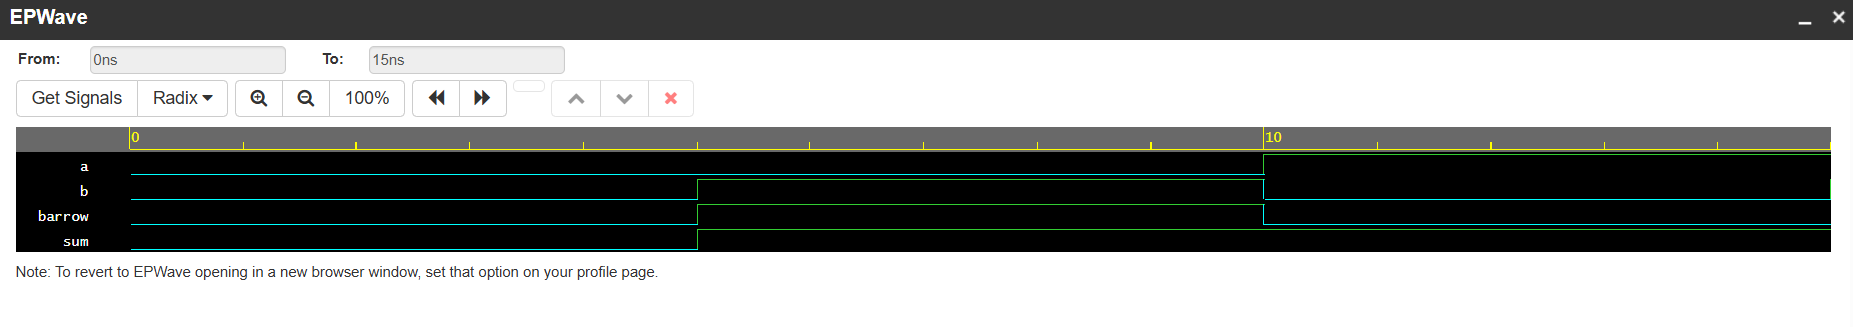 EPWave
From: 0ns To: 15ns
Get Signals Radix 100%
0 10
a
b
barrow
sum
Note: To revert to EPWave opening in a new browser window, set that option on your profile page.